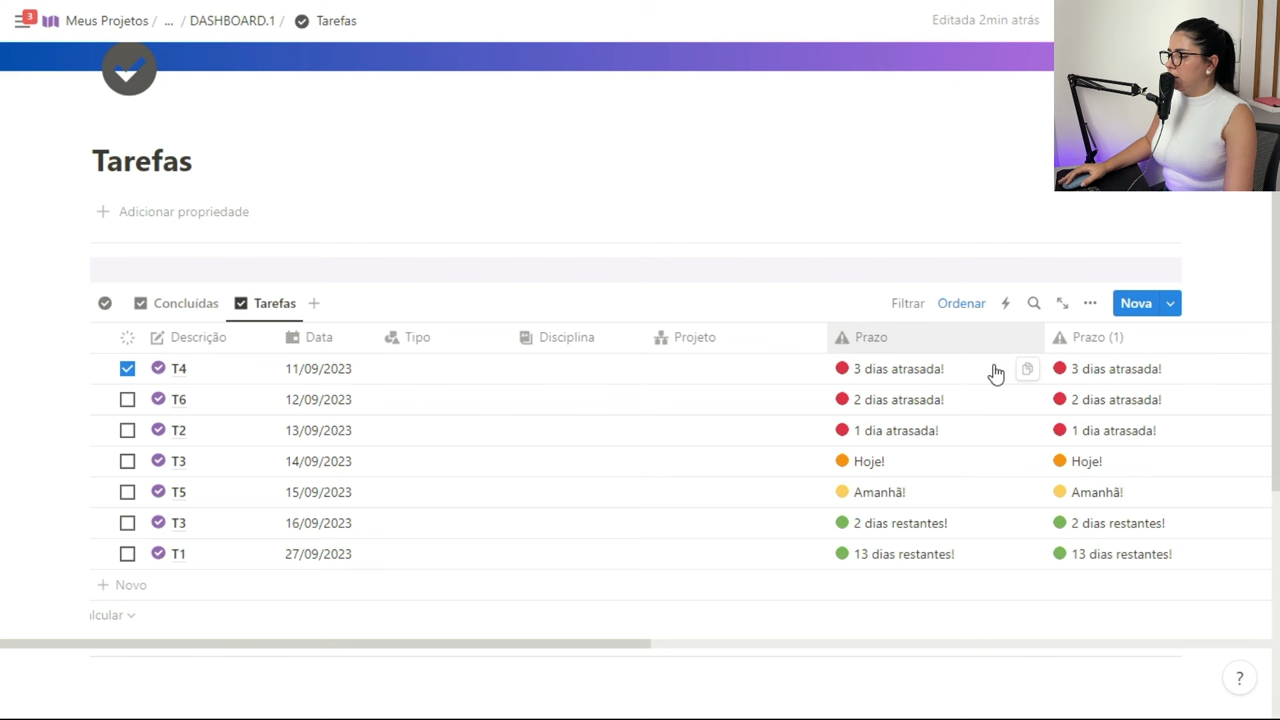 3 Meus Projetos / ... / DASHBOARD.1 / Tarefas Editada 2min atrás
Tarefas
Adicionar propriedade
Concluídas Tarefas Filtrar Ordenar Nova
Descrição Data Tipo Disciplina Projeto Prazo Prazo (1)
T4 11/09/2023 3 dias atrasada! 3 dias atrasada!
T6 12/09/2023 2 dias atrasada! 2 dias atrasada!
T2 13/09/2023 1 dia atrasada! 1 dia atrasada!
T3 14/09/2023 Hoje! Hoje!
T5 15/09/2023 Amanhã! Amanhã!
T3 16/09/2023 2 dias restantes! 2 dias restantes!
T1 27/09/2023 13 dias restantes! 13 dias restantes!
+ Novo
alcular
?